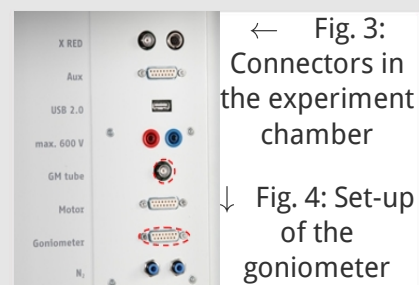 X RED
Aux
USB 2.0
max. 600 V
GM tube
Motor
Goniometer
N₂
← Fig. 3:
Connectors in
the experiment
chamber
↓ Fig. 4: Set-up
of the
goniometer